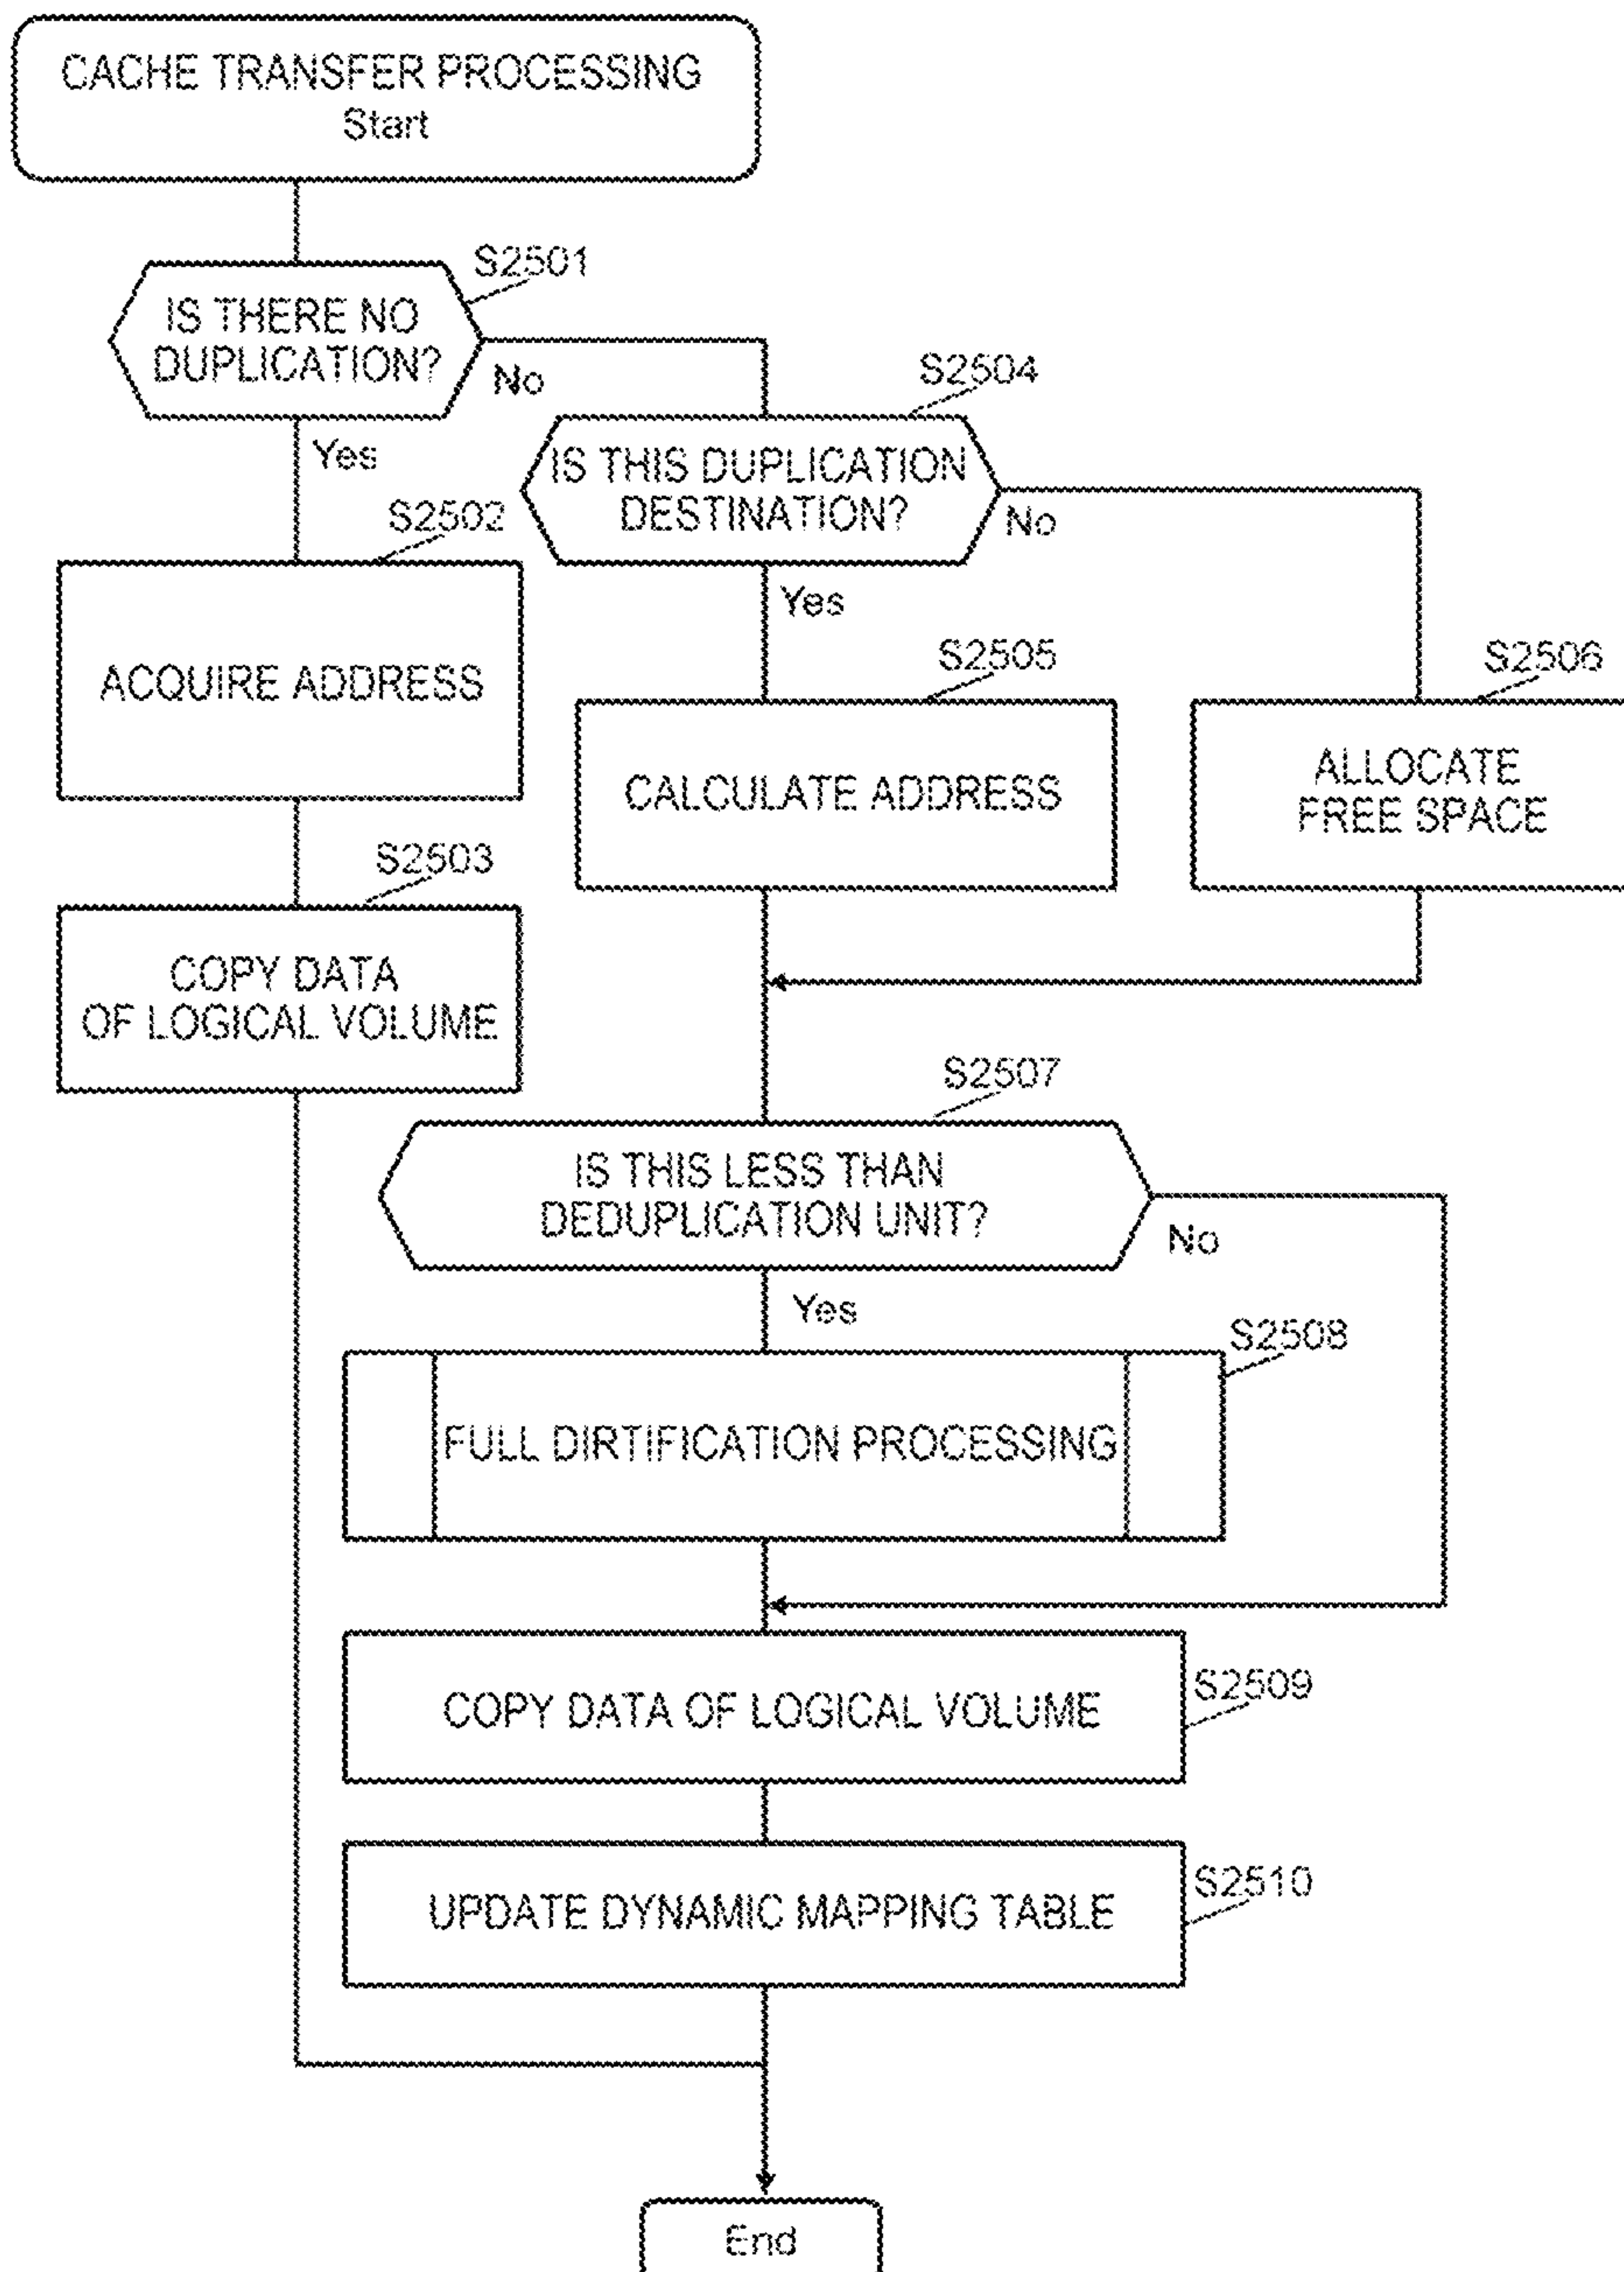 CACHE TRANSFER PROCESSING
Start
S2501
IS THERE NO
DUPLICATION?
No
Yes
S2504
IS THIS DUPLICATION
DESTINATION?
No
Yes
S2502
ACQUIRE ADDRESS
S2505
CALCULATE ADDRESS
S2506
ALLOCATE
FREE SPACE
S2503
COPY DATA
OF LOGICAL VOLUME
S2507
IS THIS LESS THAN
DEDUPLICATION UNIT?
No
Yes
S2508
FULL DIRTIFICATION PROCESSING
COPY DATA OF LOGICAL VOLUME
S2509
UPDATE DYNAMIC MAPPING TABLE
S2510
End